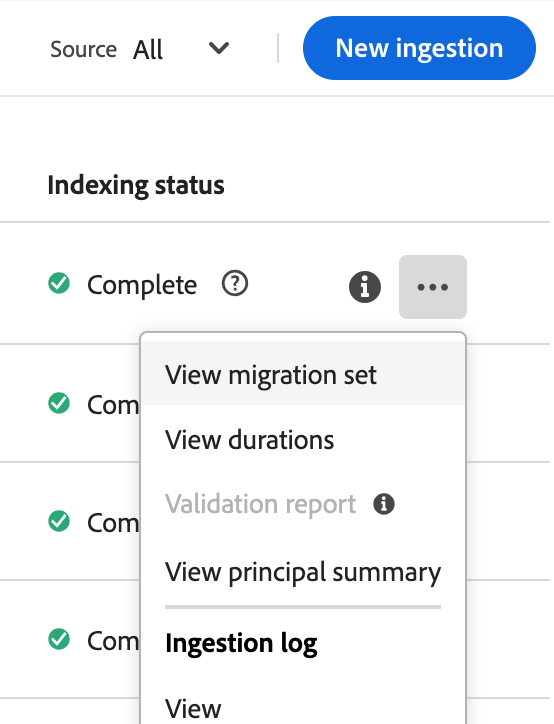 Source All
New ingestion
Indexing status
Complete
View migration set
Com
View durations
Validation report
Com
View principal summary
Com
Ingestion log
View